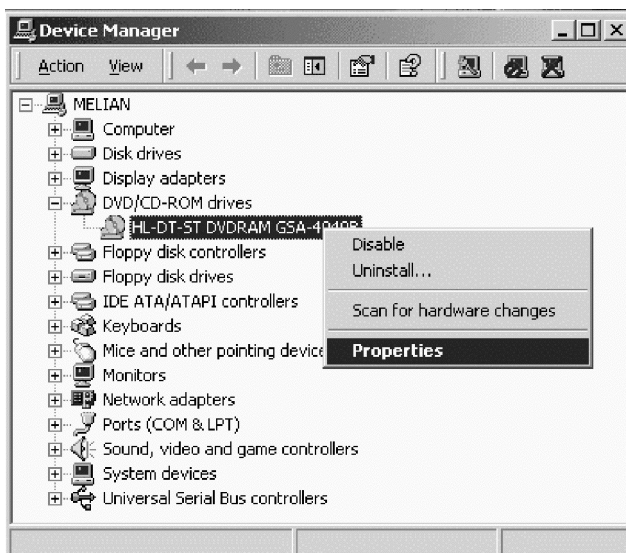 Device Manager
Action View
MELIAN
Computer
Disk drives
Display adapters
DVD/CD-ROM drives
HL-DT-ST DVDRAM
Floppy disk controllers
Floppy disk drives
IDE ATA/ATAPI controllers
Keyboards
Mice and other pointing device
Monitors
Network adapters
Ports (COM & LPT)
Sound, video and game controllers
System devices
Universal Serial Bus controllers
Disable
Uninstall...
Scan for hardware changes
Properties